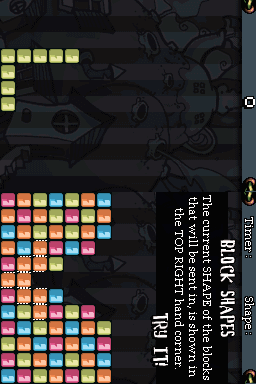 Timer:
Shape:
BLOCK SHAPES
The current SHAPE of the blocks
that will be sent in, is shown in
the TOP RIGHT hand corner.
TRY IT!